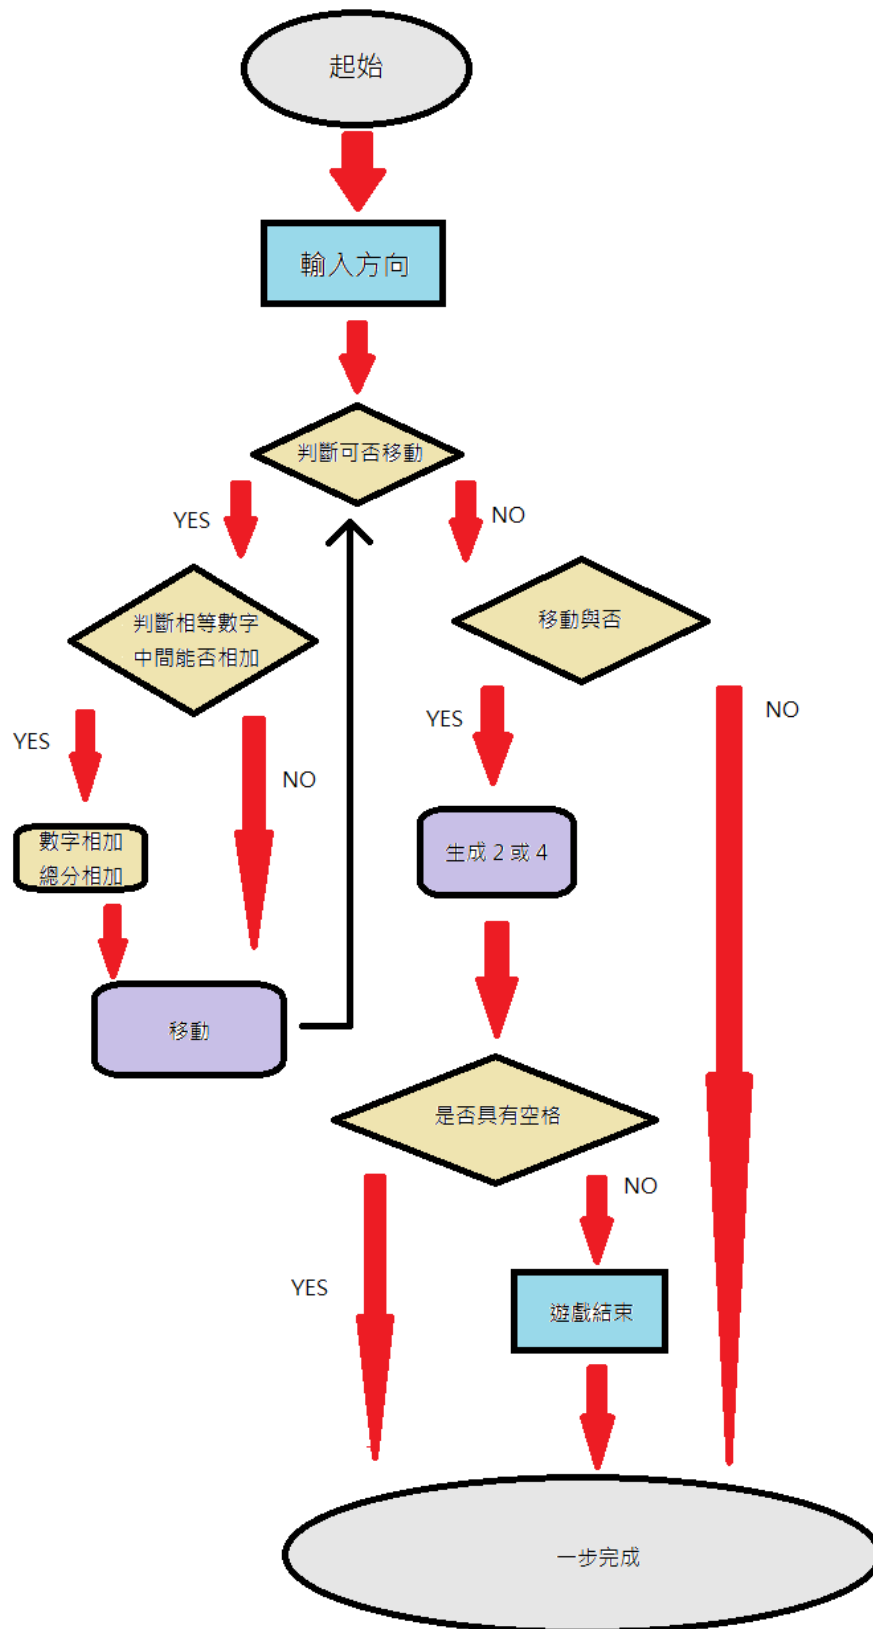 起始
輸入方向
判斷可否移動
YES
NO
判斷相等數字
中間能否相加
移動與否
YES
NO
YES
NO
數字相加
總分相加
生成 2 或 4
移動
是否具有空格
YES
NO
遊戲結束
一步完成